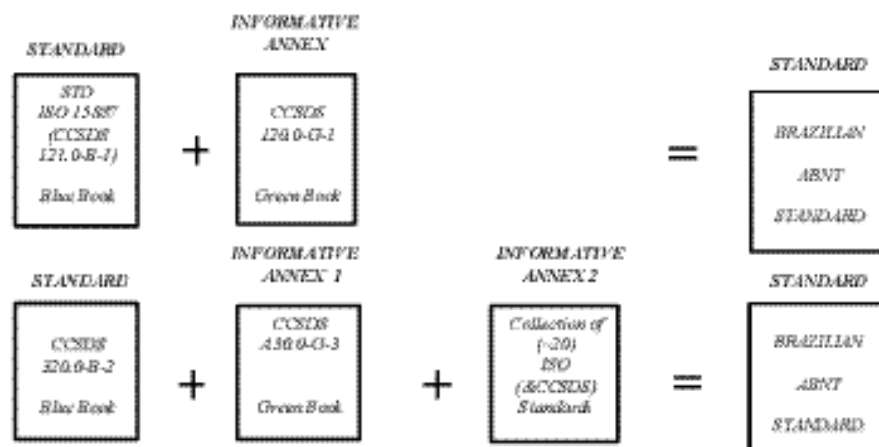 STANDARD
INFORMATIVE
ANNEX
STANDARD
STD
ISO 15887
(CCSDS
121.0-B-1)
Blue Book
+
CCSDS
120.0-G-1
Green Book
=
BRAZILIAN
ABNT
STANDARD
STANDARD
INFORMATIVE
ANNEX 1
INFORMATIVE
ANNEX 2
STANDARD
CCSDS
320.0-B-2
Blue Book
+
CCSDS
A30.0-G-3
Green Book
+
Collection of
(~20)
ISO
(&CCSDS)
Standards
=
BRAZILIAN
ABNT
STANDARD